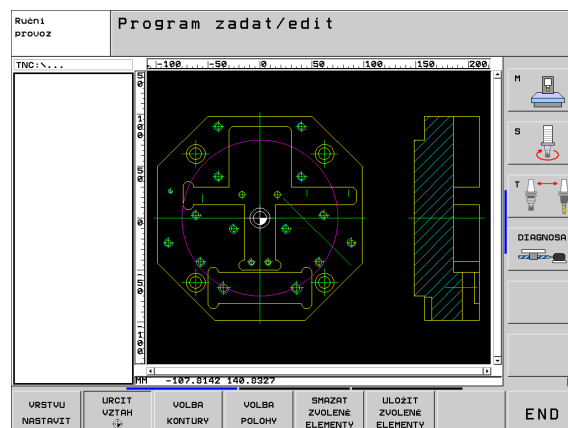 Ruční
provoz
Program zadat/edit
TNC:\...
-100 -50 0 50 100 150 200
50
100
50
0
-50
-100
M
S
T
DIAGNOSA
MM -107.8142 140.8327
VRSTVU
NASTAVIT
URCIT
VZTAH
VOLBA
KONTURY
VOLBA
POLOHY
SMAZAT
ZVOLENÉ
ELEMENTY
ULOŽIT
ZVOLENÉ
ELEMENTY
END